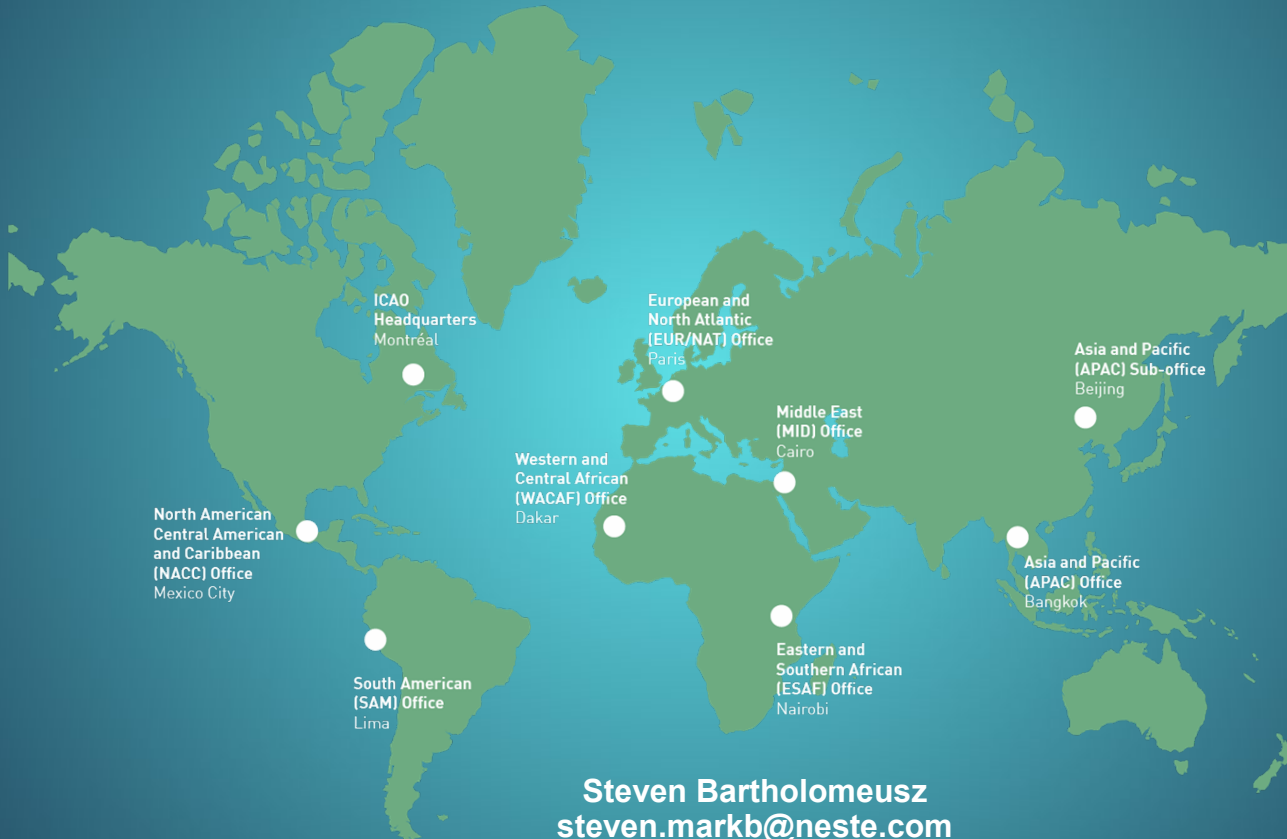 ICAO
Headquarters
Montréal
European and
North Atlantic
(EUR/NAT) Office
Paris
Asia and Pacific
(APAC) Sub-office
Beijing
Middle East
(MID) Office
Cairo
Western and
Central African
(WACAF) Office
Dakar
North American
Central American
and Caribbean
(NACC) Office
Mexico City
Asia and Pacific
(APAC) Office
Bangkok
Eastern and
Southern African
(ESAF) Office
Nairobi
South American
(SAM) Office
Lima
Steven Bartholomeusz
steven.markb@neste.com